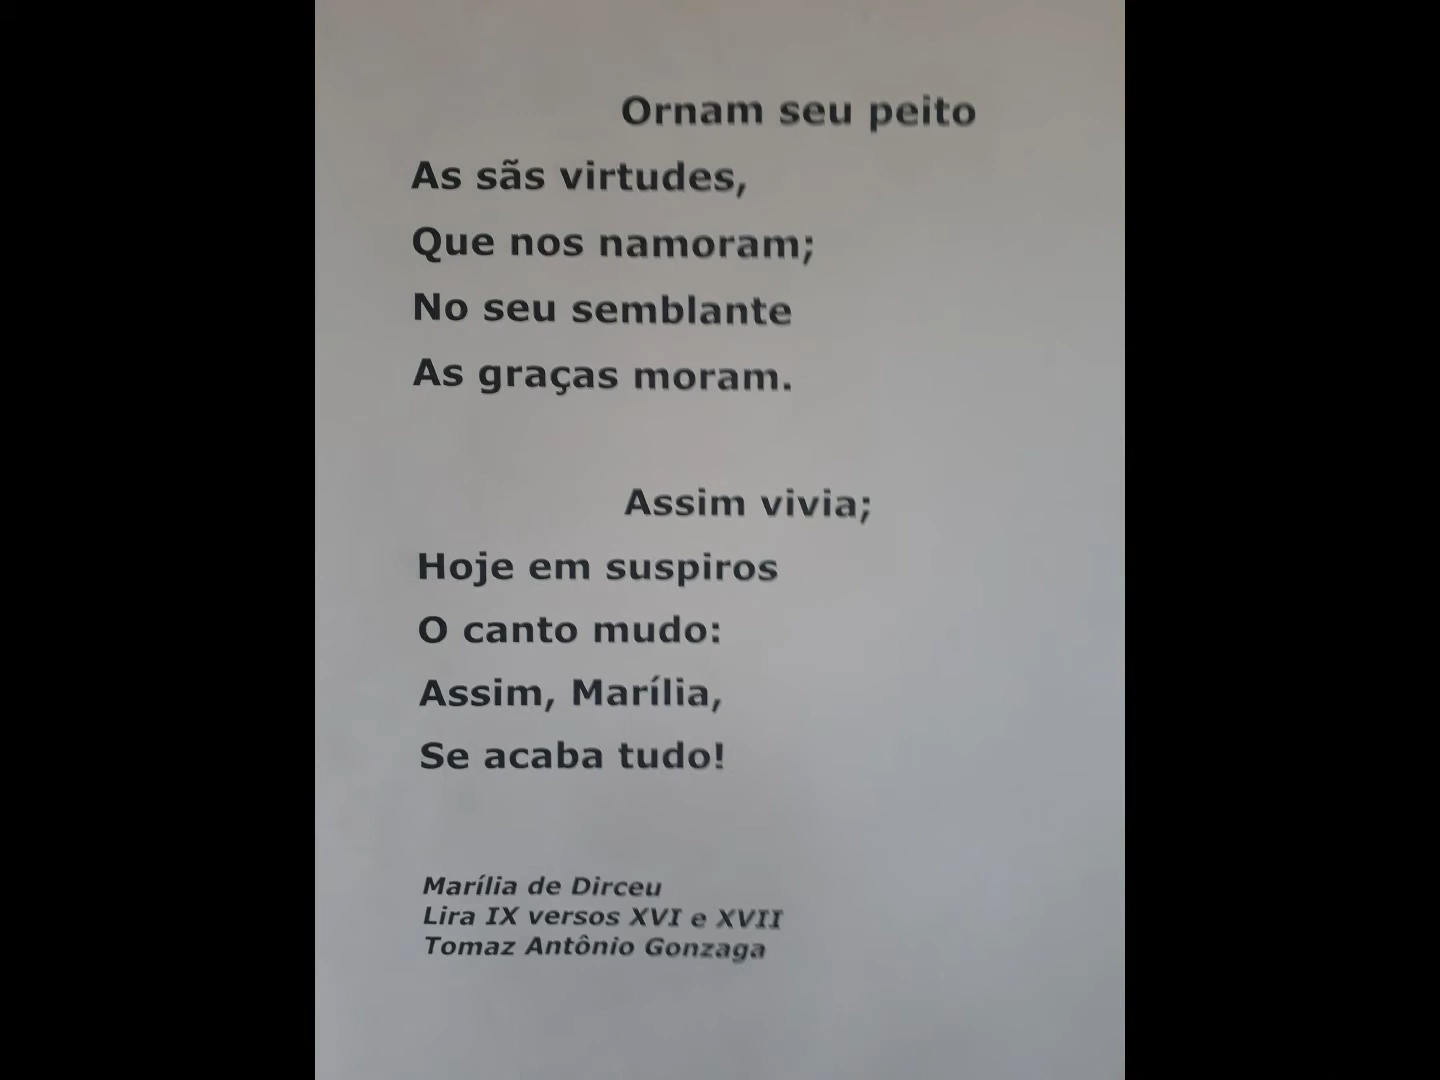 Ornam seu peito
As sãs virtudes,
Que nos namoram;
No seu semblante
As graças moram.
Assim vivia;
Hoje em suspiros
O canto mudo:
Assim, Marília,
Se acaba tudo!
Marília de Dirceu
Lira IX versos XVI e XVII
Tomaz Antônio Gonzaga